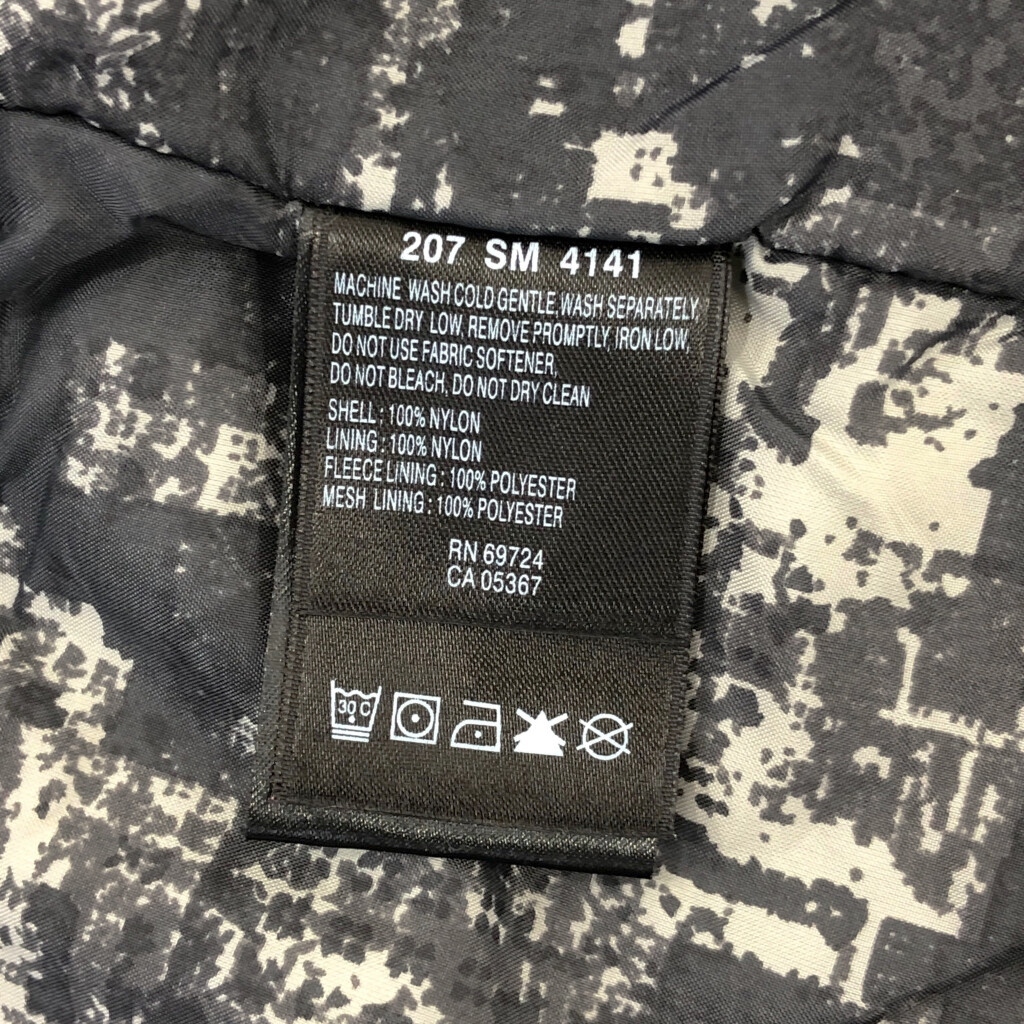 207 SM 4141
MACHINE WASH COLD GENTLE, WASH SEPARATELY,
TUMBLE DRY LOW, REMOVE PROMPTLY, IRON LOW,
DO NOT USE FABRIC SOFTENER,
DO NOT BLEACH, DO NOT DRY CLEAN
SHELL : 100% NYLON
LINING : 100% NYLON
FLEECE LINING : 100% POLYESTER
MESH LINING : 100% POLYESTER
RN 69724
CA 05367
30 C